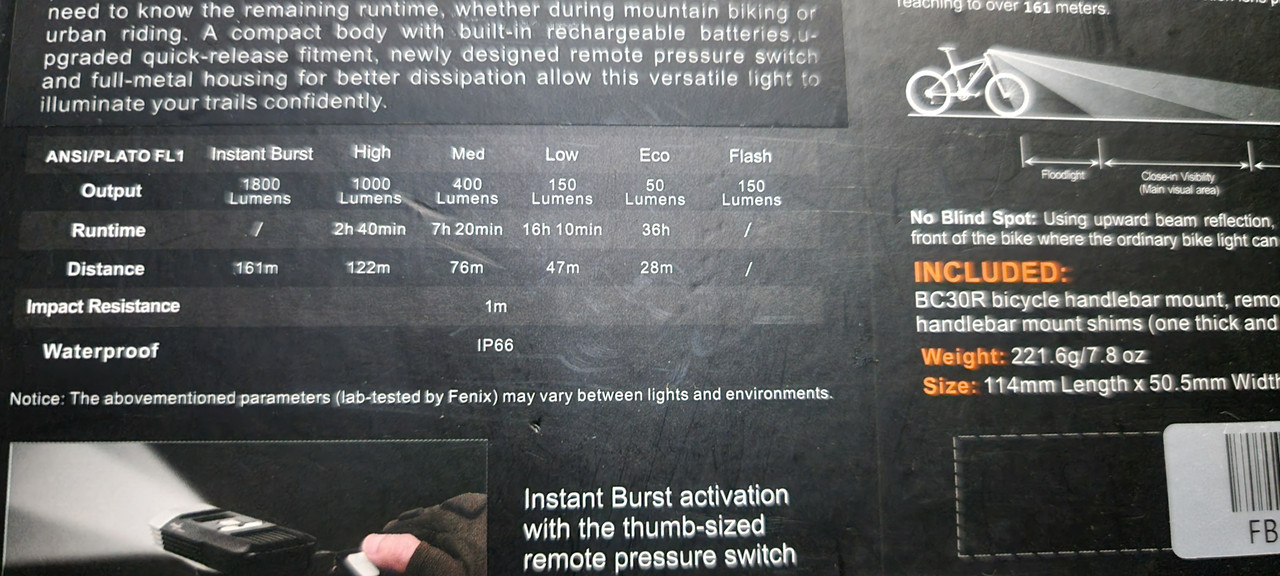 need to know the remaining runtime, whether during mountain biking or
urban riding. A compact body with built-in rechargeable batteries,u-
pgraded quick-release fitment, newly designed remote pressure switch
and full-metal housing for better dissipation allow this versatile light to
illuminate your trails confidently.
ANSI/PLATO FL1 Instant Burst High Med Low Eco Flash
Output 1800 Lumens 1000 Lumens 400 Lumens 150 Lumens 50 Lumens 150 Lumens
Runtime / 2h 40min 7h 20min 16h 10min 36h /
Distance 161m 122m 76m 47m 28m /
Impact Resistance 1m
Waterproof IP66
Notice: The abovementioned parameters (lab-tested by Fenix) may vary between lights and environments.
Instant Burst activation
with the thumb-sized
remote pressure switch
reaching to over 161 meters.
Floodlight
Close-in Visibility
(Main visual area)
No Blind Spot: Using upward beam reflection,
front of the bike where the ordinary bike light can
INCLUDED:
BC30R bicycle handlebar mount, remo
handlebar mount shims (one thick and
Weight: 221.6g/7.8 oz
Size: 114mm Length x 50.5mm Width
FB